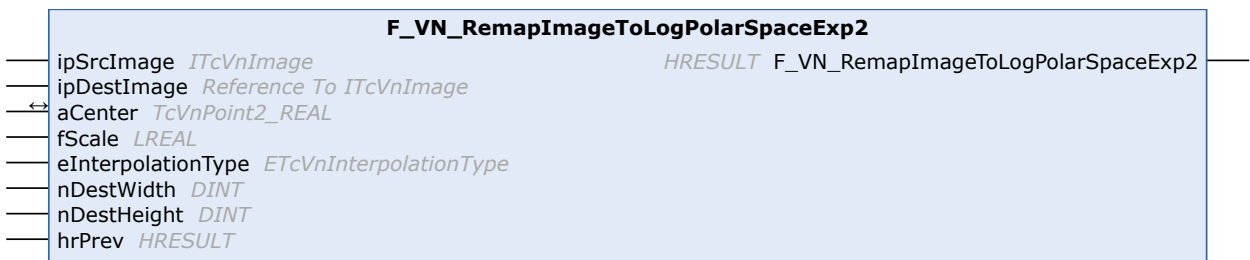 F_VN_RemapImageToLogPolarSpaceExp2
ipSrcImage ITcVnImage HRESULT F_VN_RemapImageToLogPolarSpaceExp2
ipDestImage Reference To ITcVnImage
↔ aCenter TcVnPoint2_REAL
fScale LREAL
eInterpolationType ETcVnInterpolationType
nDestWidth DINT
nDestHeight DINT
hrPrev HRESULT